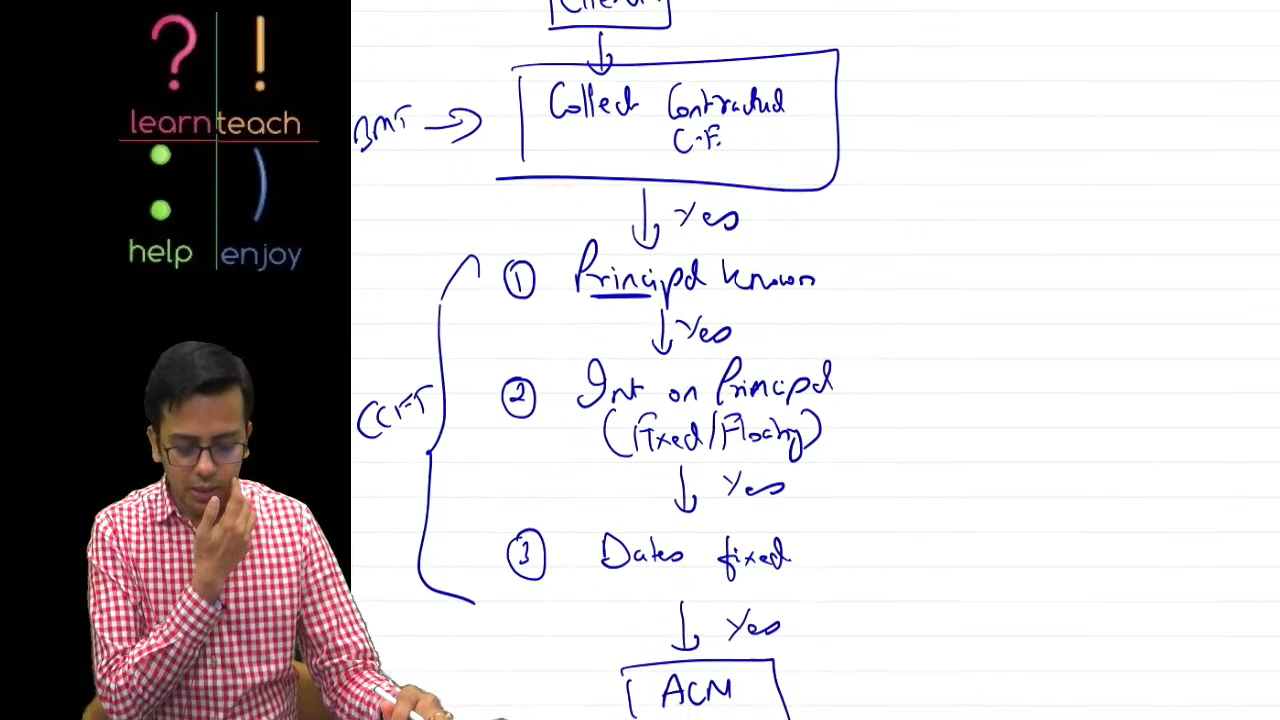 ?
!
learn teach
:
)
help enjoy
Collect Contracted
C.F.
BMT
Yes
① Principal known
Yes
② Int on Principal
(Fixed/Floating)
CCFT
Yes
③ Dates fixed
Yes
ACM